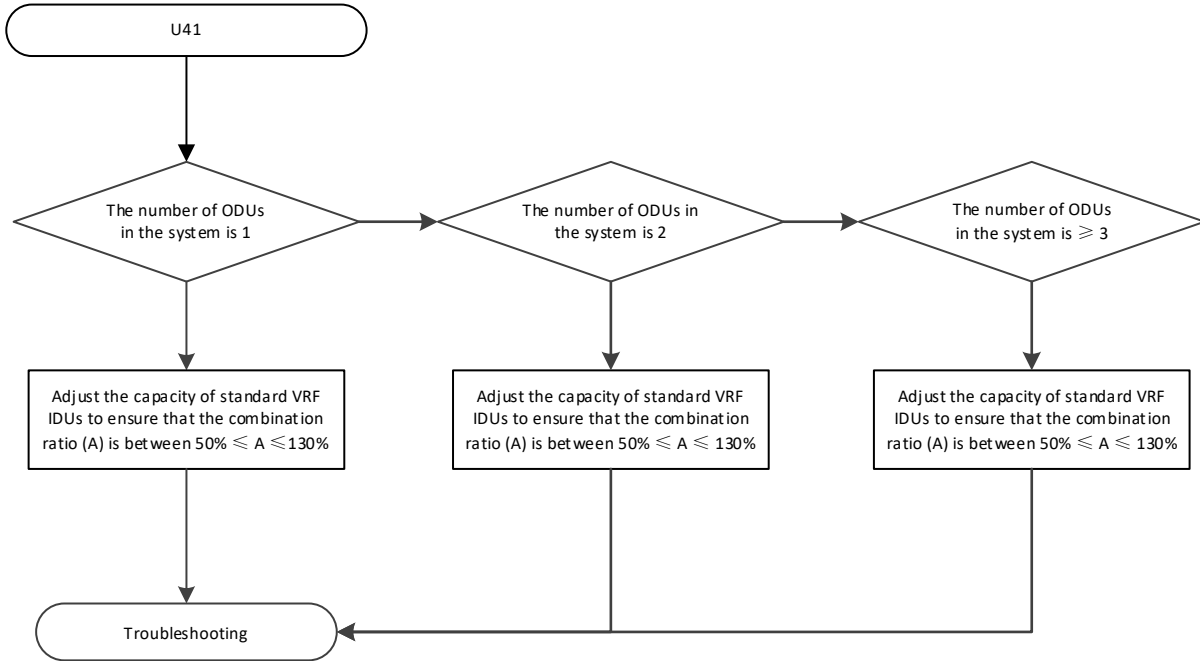 U41
The number of ODUs
in the system is 1
The number of ODUs in
the system is 2
The number of ODUs
in the system is ≥ 3
Adjust the capacity of standard VRF
IDUs to ensure that the combination
ratio (A) is between 50% ≤ A ≤130%
Adjust the capacity of standard VRF
IDUs to ensure that the combination
ratio (A) is between 50% ≤ A ≤ 130%
Adjust the capacity of standard VRF
IDUs to ensure that the combination
ratio (A) is between 50% ≤ A ≤ 130%
Troubleshooting